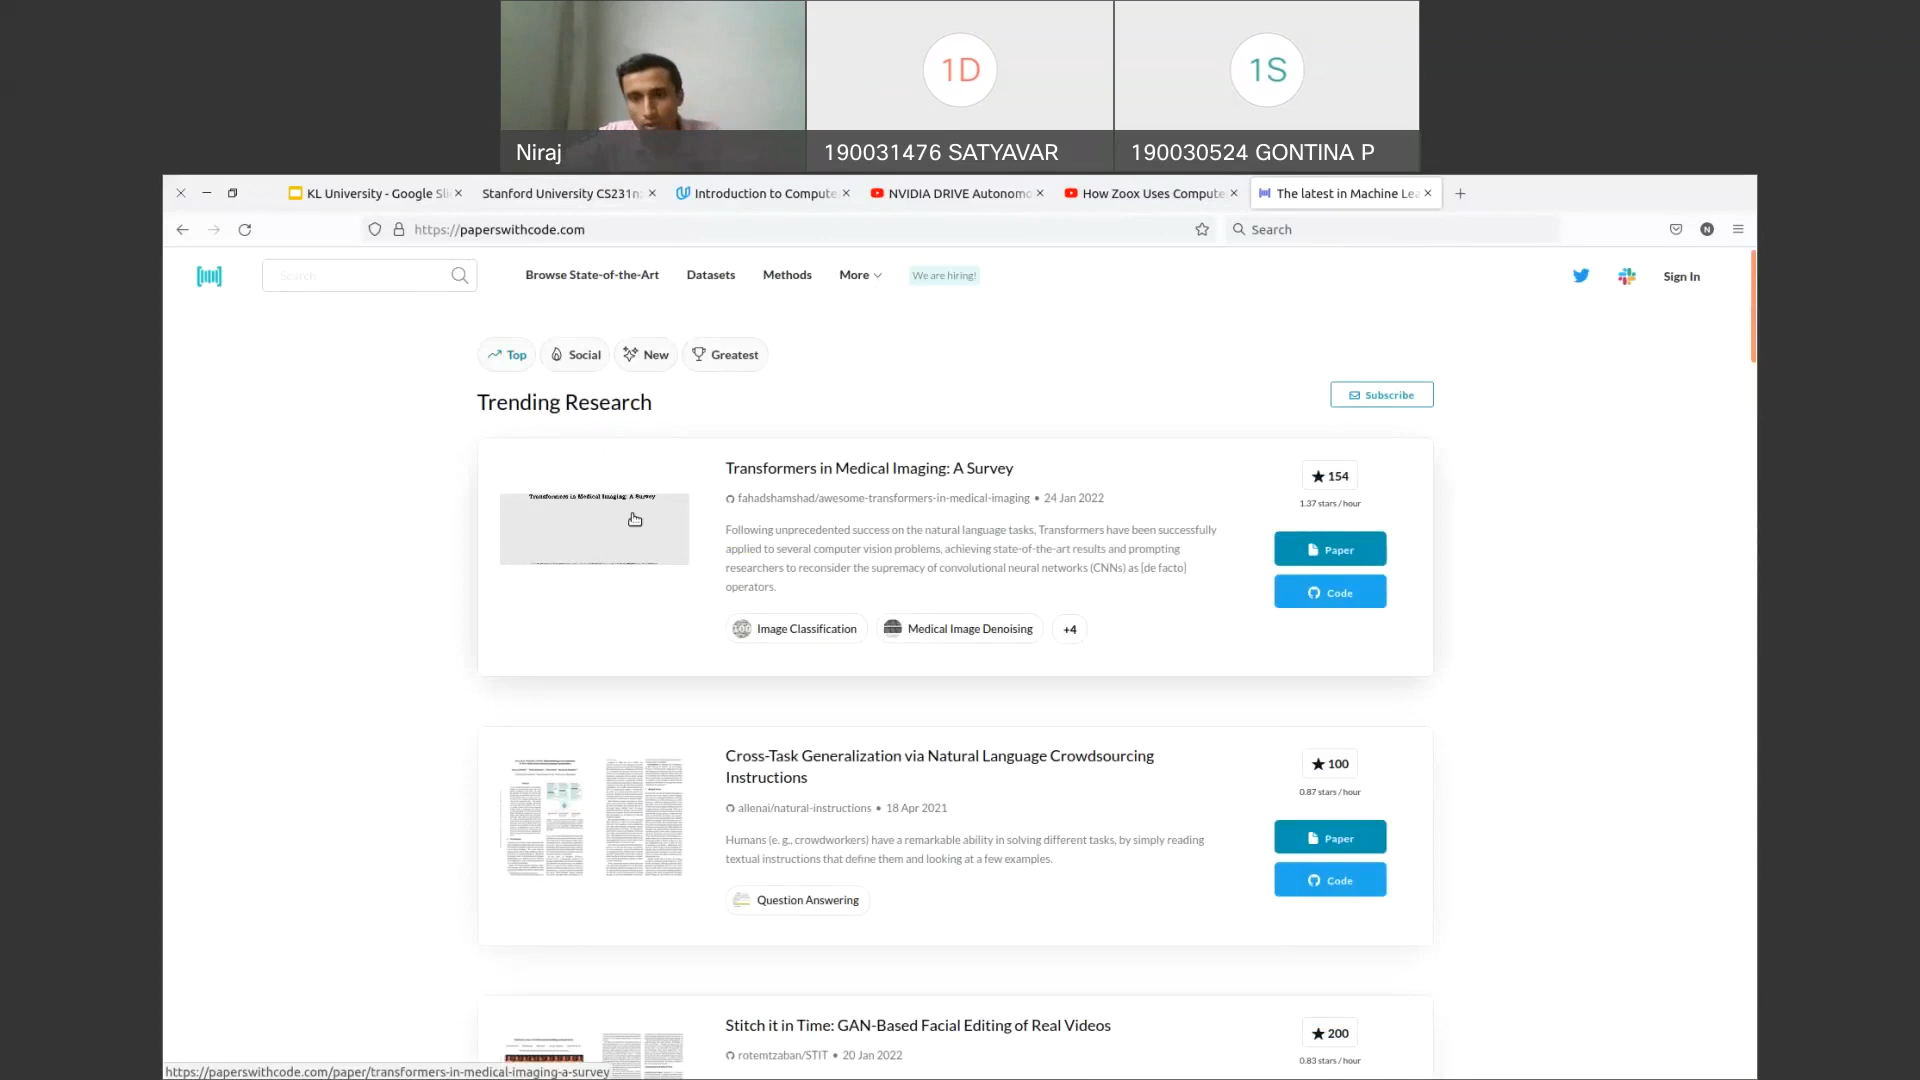 1D
1S
Niraj
190031476 SATYAVAR
190030524 GONTINA P
KL University - Google Sli
Stanford University CS231n:
Introduction to Compute
NVIDIA DRIVE Autonomo
How Zoox Uses Compute
The latest in Machine Lea
https://paperswithcode.com
Search
Search
Browse State-of-the-Art
Datasets
Methods
More
We are hiring!
Sign In
Top
Social
New
Greatest
Trending Research
Subscribe
Transformers in Medical Imaging: A Survey
Transformers in Medical Imaging: A Survey
fahadshamshad/awesome-transformers-in-medical-imaging • 24 Jan 2022
Following unprecedented success on the natural language tasks, Transformers have been successfully
applied to several computer vision problems, achieving state-of-the-art results and prompting
researchers to reconsider the supremacy of convolutional neural networks (CNNs) as [de facto]
operators.
Image Classification
Medical Image Denoising
+4
154
1.37 stars / hour
Paper
Code
Cross-Task Generalization via Natural Language Crowdsourcing
Instructions
allenai/natural-instructions • 18 Apr 2021
Humans (e. g., crowdworkers) have a remarkable ability in solving different tasks, by simply reading
textual instructions that define them and looking at a few examples.
Question Answering
100
0.87 stars / hour
Paper
Code
Stitch it in Time: GAN-Based Facial Editing of Real Videos
rotemtzaban/STIT • 20 Jan 2022
200
0.83 stars / hour
https://paperswithcode.com/paper/transformers-in-medical-imaging-a-survey